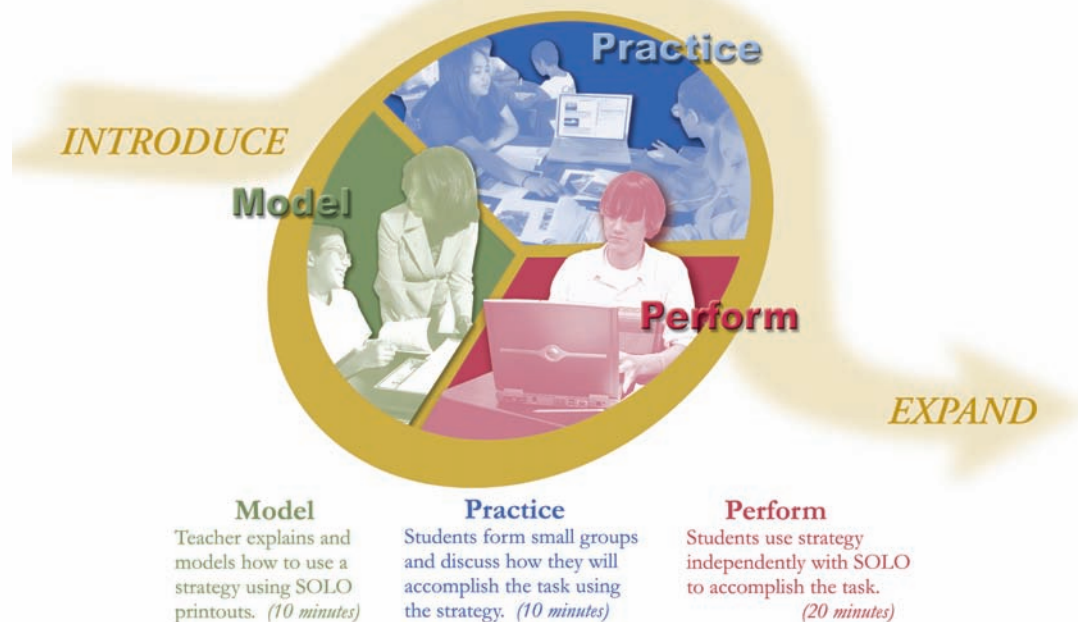 Practice
INTRODUCE
Model
Perform
EXPAND
Model
Teacher explains and
models how to use a
strategy using SOLO
printouts. (10 minutes)
Practice
Students form small groups
and discuss how they will
accomplish the task using
the strategy. (10 minutes)
Perform
Students use strategy
independently with SOLO
to accomplish the task.
(20 minutes)